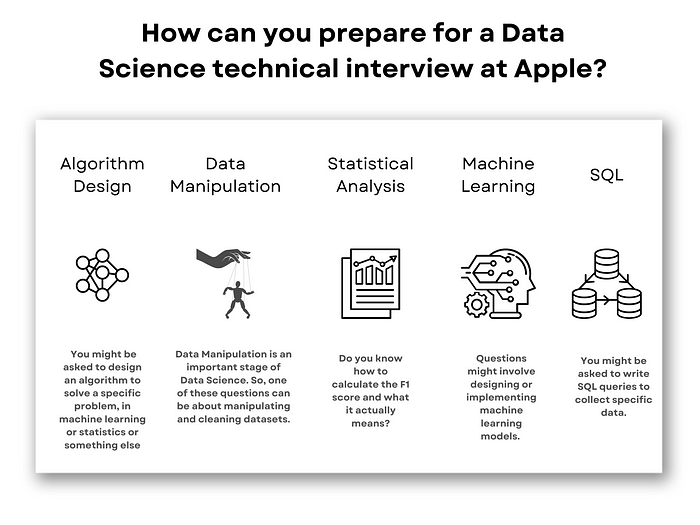 How can you prepare for a Data
Science technical interview at Apple?
Algorithm
Design
Data
Manipulation
Statistical
Analysis
Machine
Learning
SQL
You might be
asked to design
an algorithm to
solve a specific
problem, in
machine learning
or statistics or
something else
Data Manipulation is an
important stage of
Data Science. So, one
of these questions can
be about manipulating
and cleaning datasets.
Do you know
how to
calculate the F1
score and what
it actually
means?
Questions
might involve
designing or
implementing
machine
learning
models.
You might be
asked to write
SQL queries to
collect specific
data.